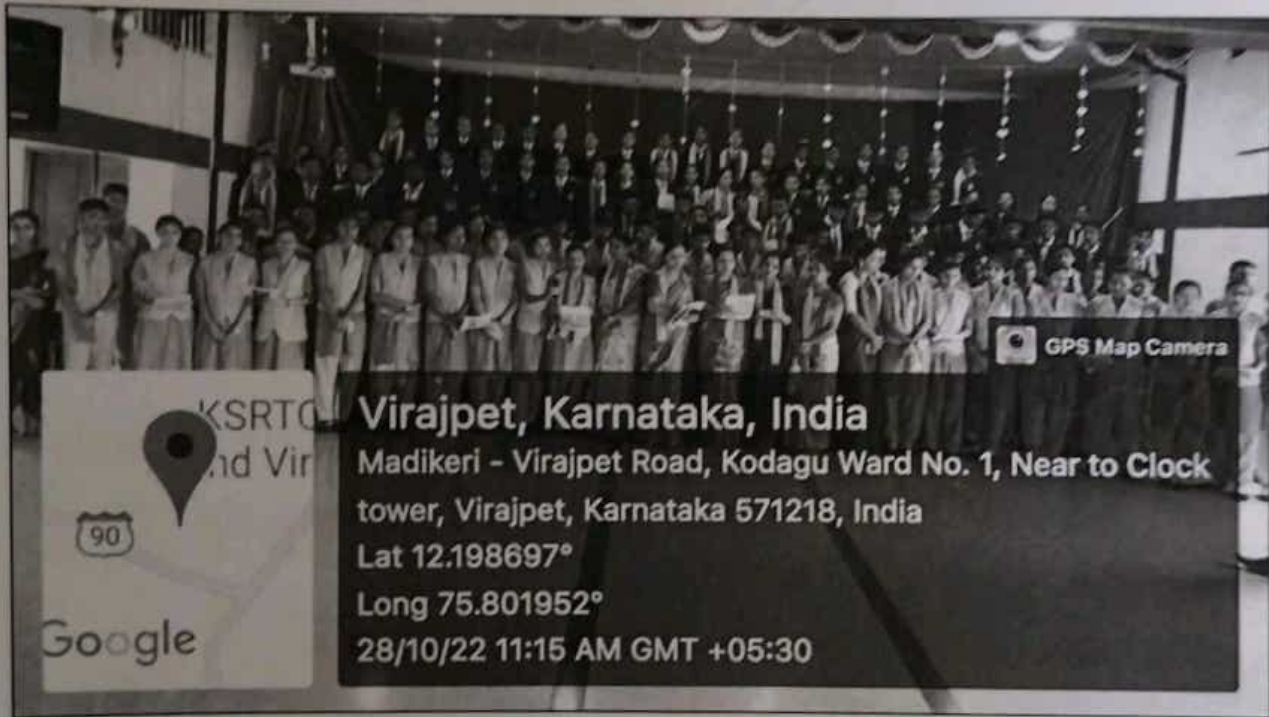 GPS Map Camera
KSRTC
nd Vir
90
Google
Virajpet, Karnataka, India
Madikeri - Virajpet Road, Kodagu Ward No. 1, Near to Clock
tower, Virajpet, Karnataka 571218, India
Lat 12.198697°
Long 75.801952°
28/10/22 11:15 AM GMT +05:30